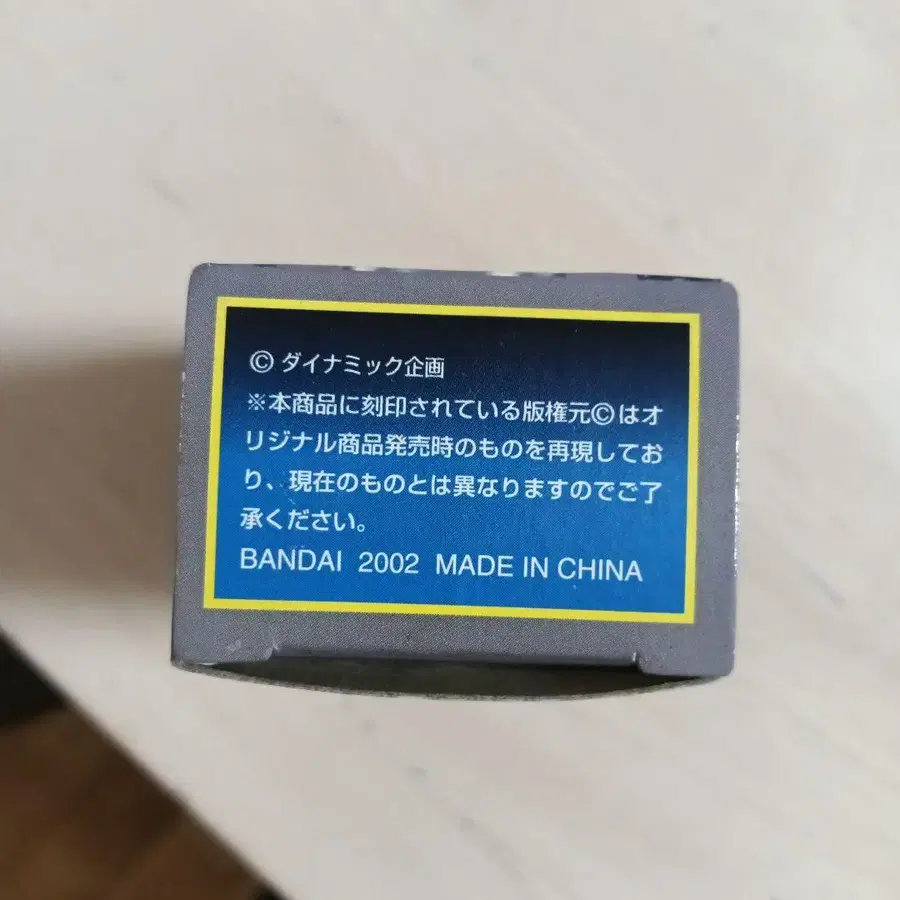 © ダイナミック企画
※本商品に刻印されている版権元©はオ
リジナル商品発売時のものを再現してお
り、現在のものとは異なりますのでご了
承ください。
BANDAI 2002 MADE IN CHINA